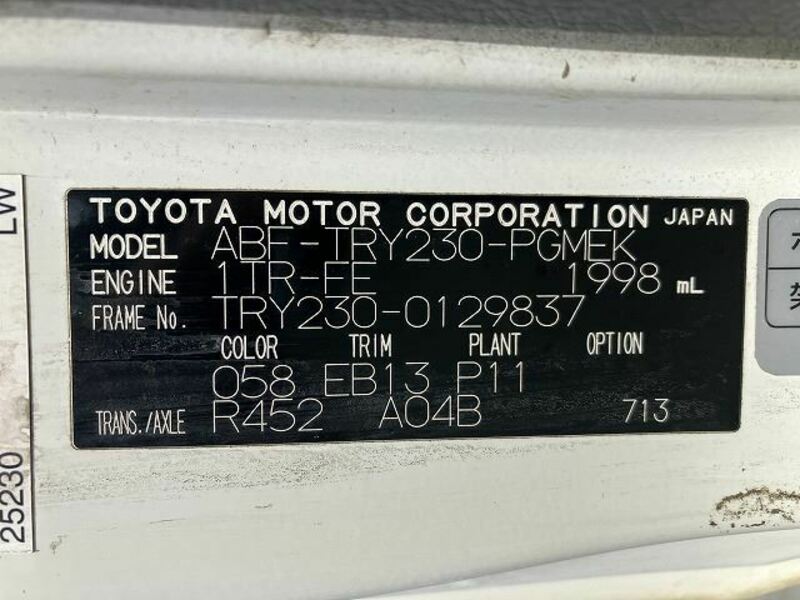 TOYOTA MOTOR CORPORATION JAPAN
MODEL ABF-TRY230-PGMEK
ENGINE 1TR-FE 1998 mL
FRAME No. TRY230-0129837
COLOR TRIM PLANT OPTION
058 EB13 P11
TRANS./AXLE R452 A04B 713
LW
25230